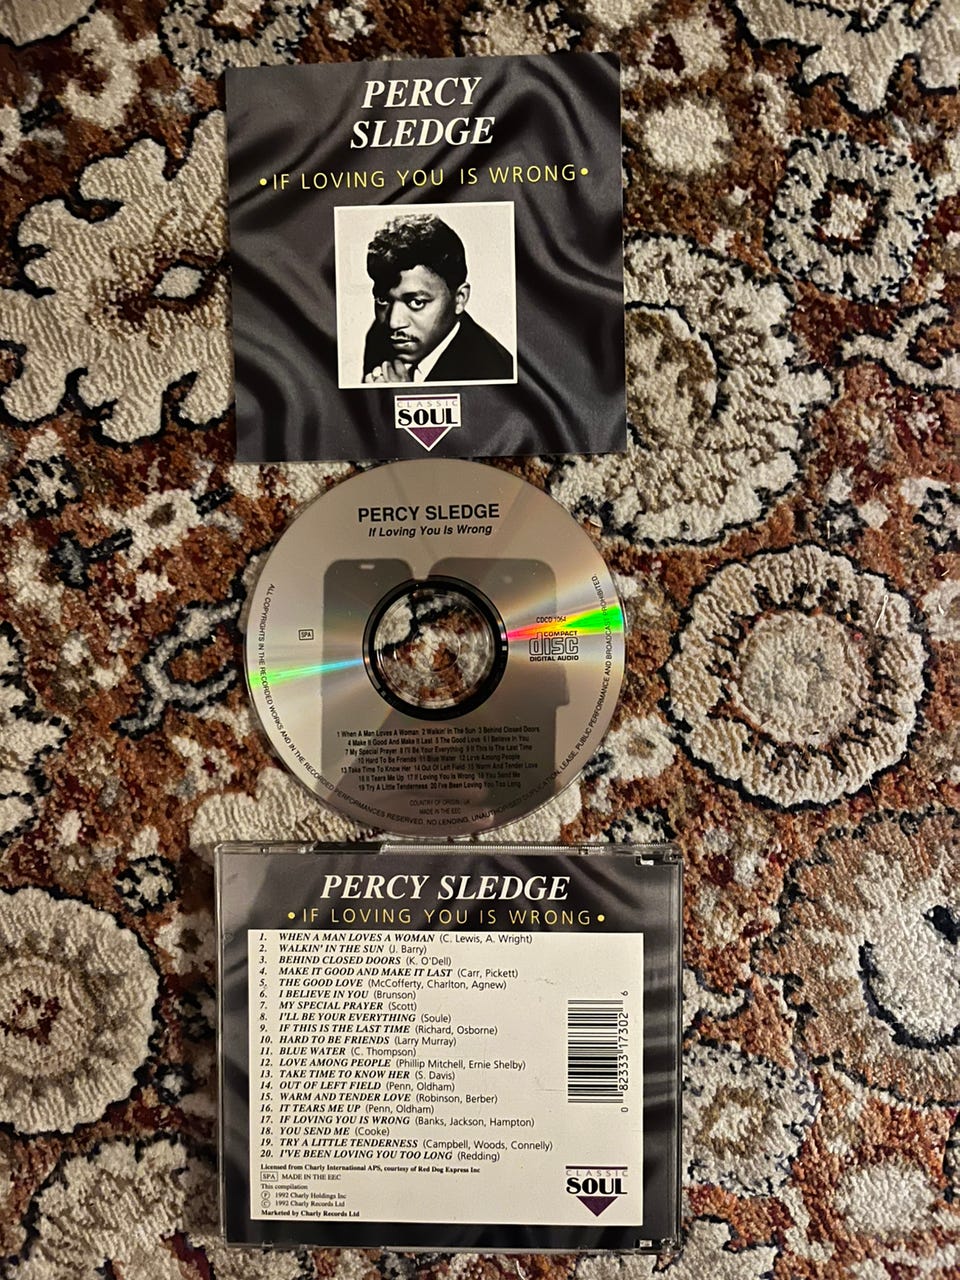 PERCY
SLEDGE
•IF LOVING YOU IS WRONG•
CLASSIC
SOUL
PERCY SLEDGE
If Loving You Is Wrong
CDCD 1064
SPA
COMPACT
disc
DIGITAL AUDIO
1 When A Man Loves A Woman 2 Walkin' In The Sun 3 Behind Closed Doors
4 Make It Good And Make It Last 5 The Good Love 6 I Believe In You
7 My Special Prayer 8 I'll Be Your Everything 9 If This Is The Last Time
10 Hard To Be Friends 11 Blue Water 12 Love Among People
13 Take Time To Know Her 14 Out Of Left Field 15 Warm And Tender Love
16 It Tears Me Up 17 If Loving You Is Wrong 18 You Send Me
19 Try A Little Tenderness 20 I've Been Loving You Too Long
COUNTRY OF ORIGIN : UK
MADE IN THE EEC
ALL COPYRIGHTS IN THE RECORDED WORKS AND IN THE RECORDED PERFORMANCES RESERVED. NO LENDING, UNAUTHORISED DUPLICATION, LEASE, PUBLIC PERFORMANCE AND BROADCAST PROHIBITED
PERCY SLEDGE
•IF LOVING YOU IS WRONG•
1. WHEN A MAN LOVES A WOMAN (C. Lewis, A. Wright)
2. WALKIN' IN THE SUN (J. Barry)
3. BEHIND CLOSED DOORS (K. O'Dell)
4. MAKE IT GOOD AND MAKE IT LAST (Carr, Pickett)
5. THE GOOD LOVE (McCofferty, Charlton, Agnew)
6. I BELIEVE IN YOU (Brunson)
7. MY SPECIAL PRAYER (Scott)
8. I'LL BE YOUR EVERYTHING (Soule)
9. IF THIS IS THE LAST TIME (Richard, Osborne)
10. HARD TO BE FRIENDS (Larry Murray)
11. BLUE WATER (C. Thompson)
12. LOVE AMONG PEOPLE (Phillip Mitchell, Ernie Shelby)
13. TAKE TIME TO KNOW HER (S. Davis)
14. OUT OF LEFT FIELD (Penn, Oldham)
15. WARM AND TENDER LOVE (Robinson, Berber)
16. IT TEARS ME UP (Penn, Oldham)
17. IF LOVING YOU IS WRONG (Banks, Jackson, Hampton)
18. YOU SEND ME (Cooke)
19. TRY A LITTLE TENDERNESS (Campbell, Woods, Connelly)
20. I'VE BEEN LOVING YOU TOO LONG (Redding)
Licensed from Charly International APS, courtesy of Red Dog Express Inc
SPA MADE IN THE EEC
This compilation
Ⓟ 1992 Charly Holdings Inc
© 1992 Charly Records Ltd
Marketed by Charly Records Ltd
0 82333 17302 6
CLASSIC
SOUL